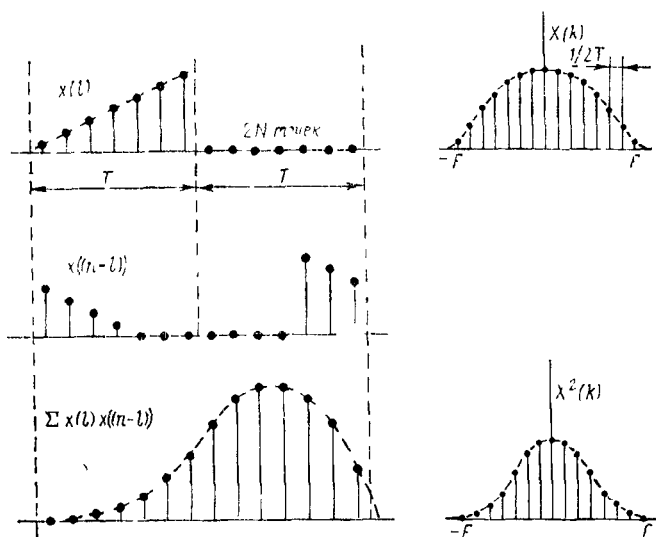 x(l)
2N точек
T
T
X(k)
1/2T
-F
F
x((n-l))
Σ x(l) x((n-l))
X²(k)
-F
F